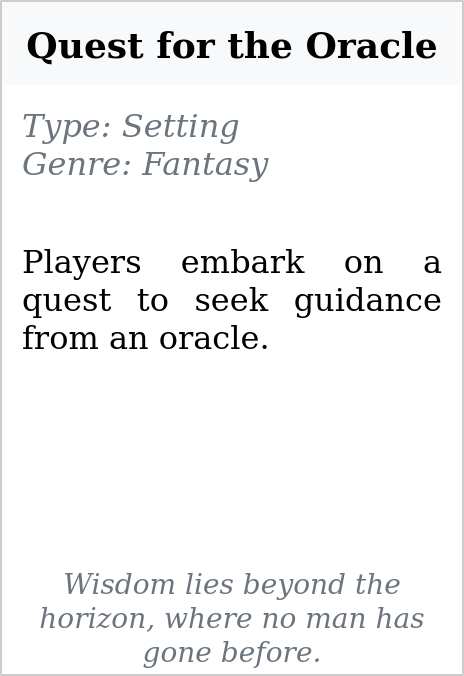 Quest for the Oracle
Type: Setting
Genre: Fantasy
Players embark on a
quest to seek guidance
from an oracle.
Wisdom lies beyond the
horizon, where no man has
gone before.